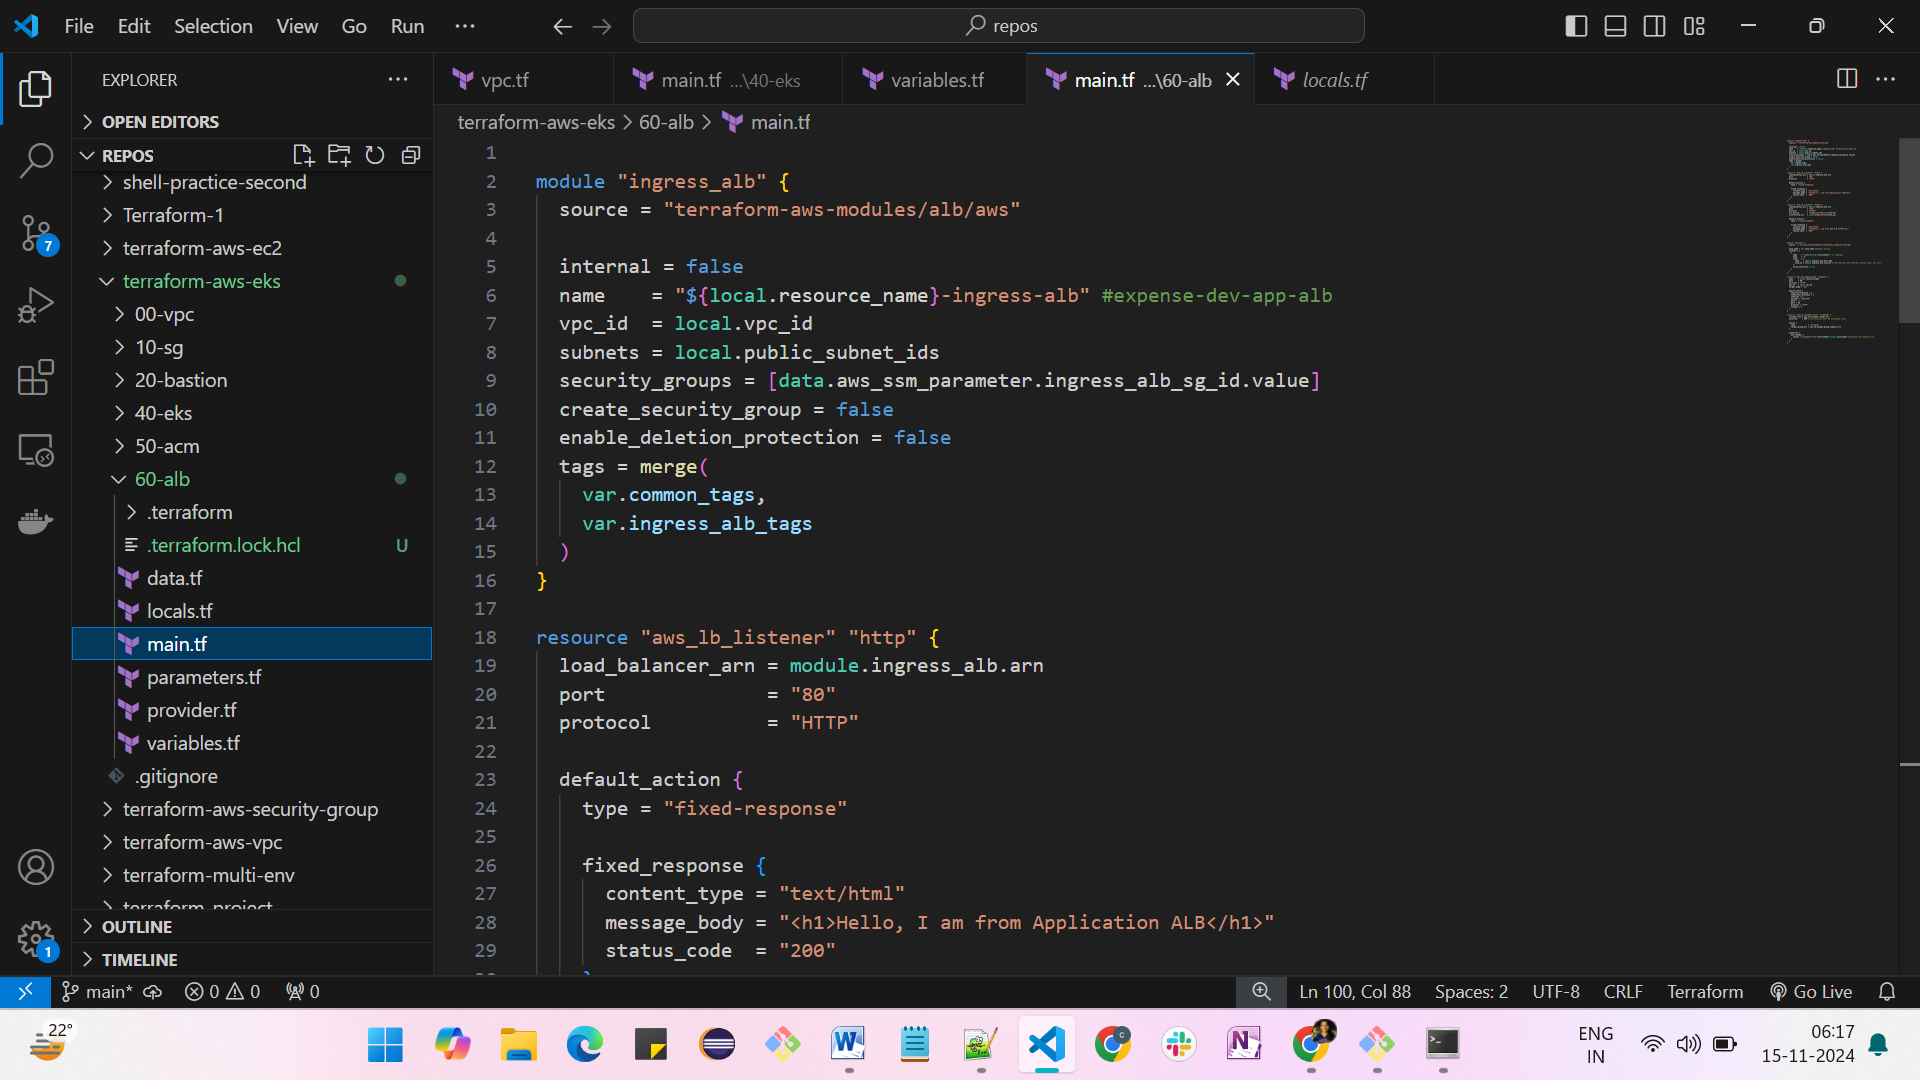 File Edit Selection View Go Run ···
repos
EXPLORER
OPEN EDITORS
REPOS
shell-practice-second
Terraform-1
terraform-aws-ec2
terraform-aws-eks
00-vpc
10-sg
20-bastion
40-eks
50-acm
60-alb
.terraform
.terraform.lock.hcl U
data.tf
locals.tf
main.tf
parameters.tf
provider.tf
variables.tf
.gitignore
terraform-aws-security-group
terraform-aws-vpc
terraform-multi-env
terraform-project
OUTLINE
TIMELINE
7
1
vpc.tf main.tf ...\40-eks variables.tf main.tf ...\60-alb locals.tf
terraform-aws-eks > 60-alb > main.tf
1
2 module "ingress_alb" {
3 source = "terraform-aws-modules/alb/aws"
4
5 internal = false
6 name = "${local.resource_name}-ingress-alb" #expense-dev-app-alb
7 vpc_id = local.vpc_id
8 subnets = local.public_subnet_ids
9 security_groups = [data.aws_ssm_parameter.ingress_alb_sg_id.value]
10 create_security_group = false
11 enable_deletion_protection = false
12 tags = merge(
13 var.common_tags,
14 var.ingress_alb_tags
15 )
16 }
17
18 resource "aws_lb_listener" "http" {
19 load_balancer_arn = module.ingress_alb.arn
20 port = "80"
21 protocol = "HTTP"
22
23 default_action {
24 type = "fixed-response"
25
26 fixed_response {
27 content_type = "text/html"
28 message_body = "<h1>Hello, I am from Application ALB</h1>"
29 status_code = "200"
main* 0 0 0
Ln 100, Col 88 Spaces: 2 UTF-8 CRLF Terraform Go Live
22°
ENG
IN
06:17
15-11-2024